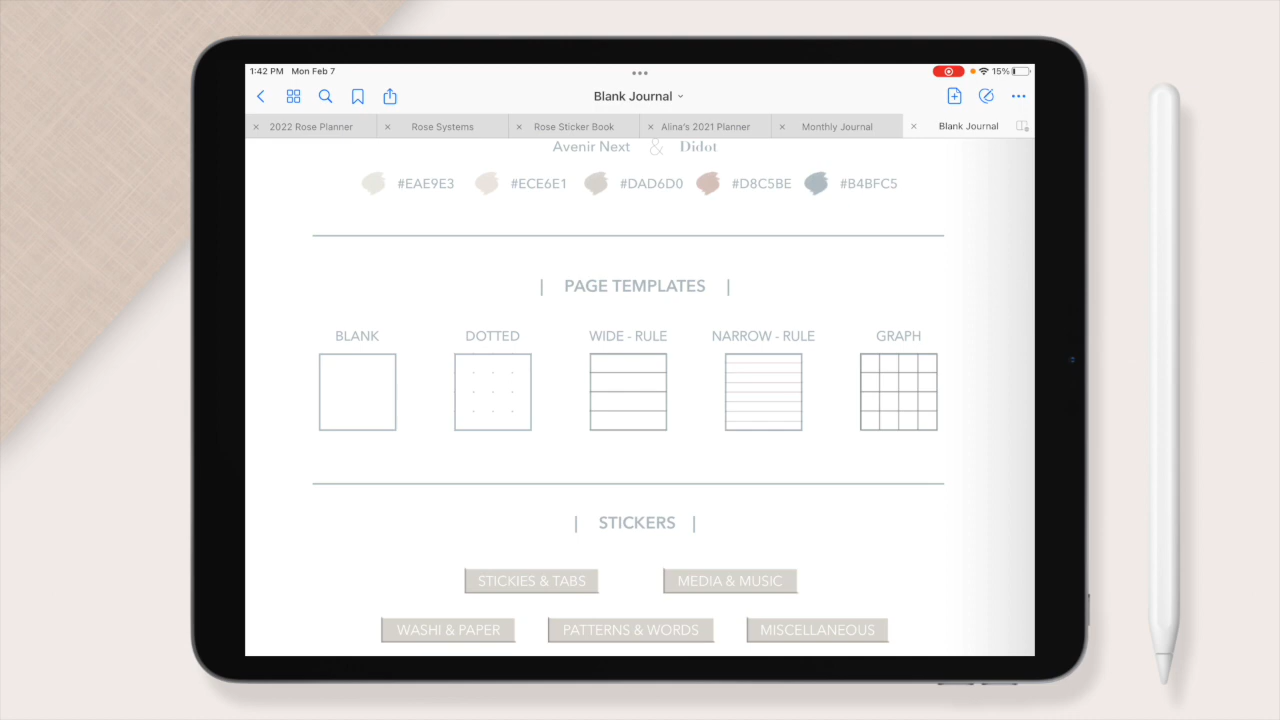 1:42 PM Mon Feb 7
15%
Blank Journal
2022 Rose Planner
Rose Systems
Rose Sticker Book
Alina's 2021 Planner
Monthly Journal
Blank Journal
Avenir Next & Didot
#EAE9E3 #ECE6E1 #DAD6D0 #D8C5BE #B4BFC5
| PAGE TEMPLATES |
BLANK DOTTED WIDE - RULE NARROW - RULE GRAPH
| STICKERS |
STICKIES & TABS MEDIA & MUSIC
WASHI & PAPER PATTERNS & WORDS MISCELLANEOUS